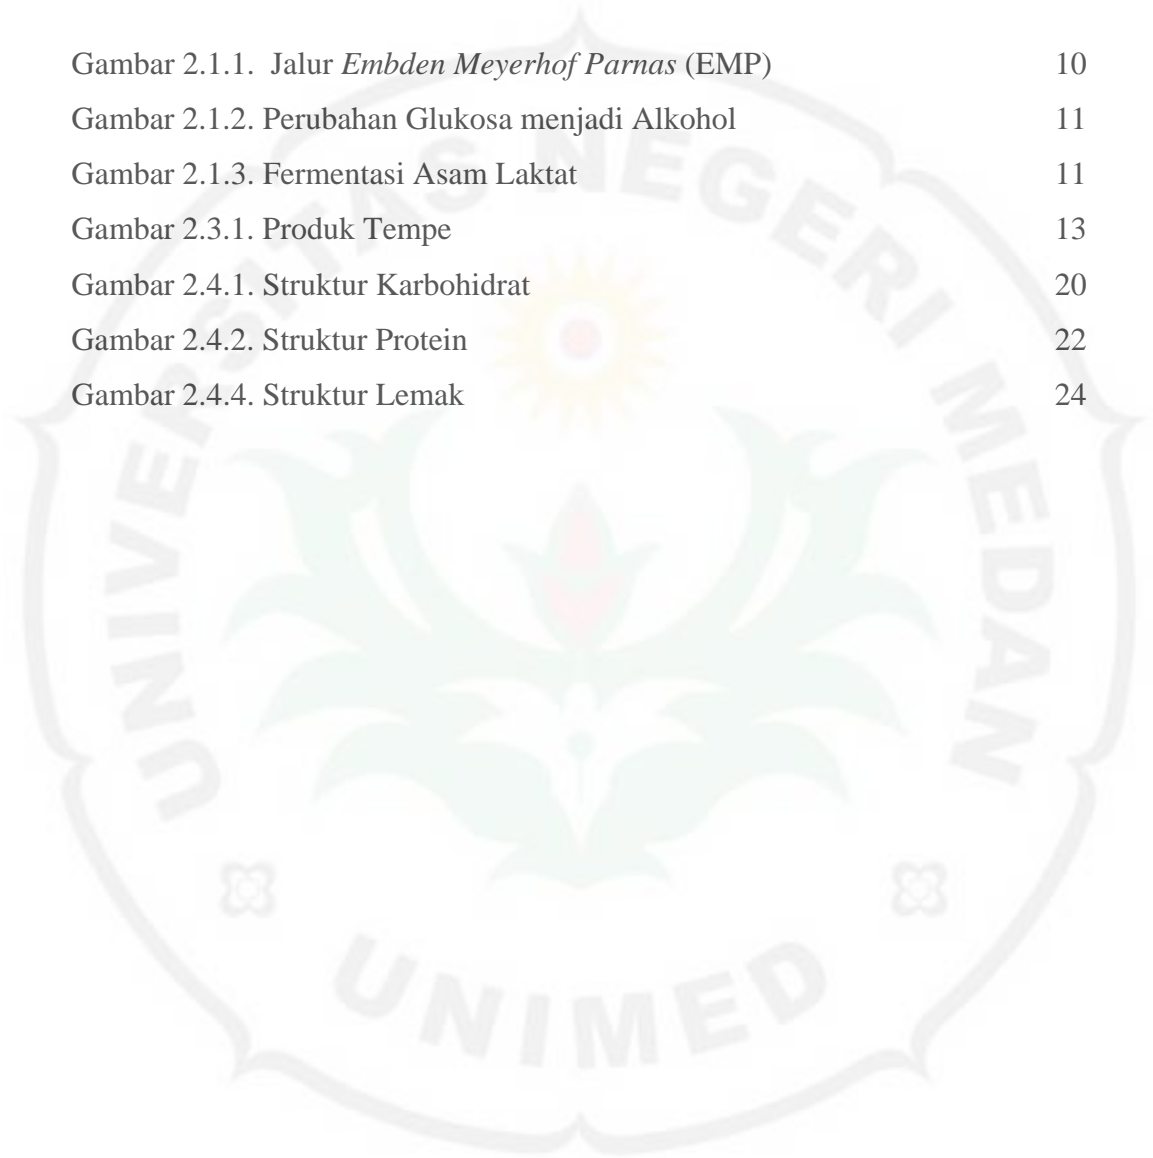 Gambar 2.1.1. Jalur Embden Meyerhof Parnas (EMP) 10
Gambar 2.1.2. Perubahan Glukosa menjadi Alkohol 11
Gambar 2.1.3. Fermentasi Asam Laktat 11
Gambar 2.3.1. Produk Tempe 13
Gambar 2.4.1. Struktur Karbohidrat 20
Gambar 2.4.2. Struktur Protein 22
Gambar 2.4.4. Struktur Lemak 24
UNIVERSITAS NEGERI MEDAN
UNIMED